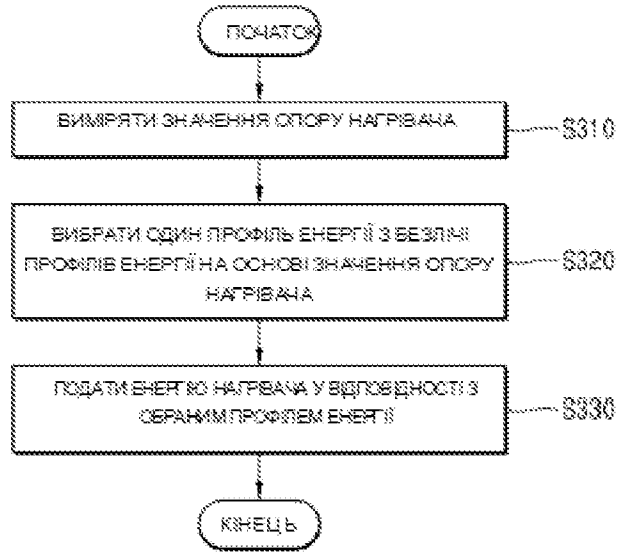 ПОЧАТОК
ВИМІРЯТИ ЗНАЧЕННЯ ОПОРУ НАГРІВАЧА
S310
ВИБРАТИ ОДИН ПРОФІЛЬ ЕНЕРГІЇ З БЕЗЛІЧІ
ПРОФІЛІВ ЕНЕРГІЇ НА ОСНОВІ ЗНАЧЕННЯ ОПОРУ
НАГРІВАЧА
S320
ПОДАТИ ЕНЕРГІЮ НАГРІВАЧА У ВІДПОВІДНОСТІ З
ОБРАНИМ ПРОФІЛЕМ ЕНЕРГІЇ
S330
КІНЕЦЬ